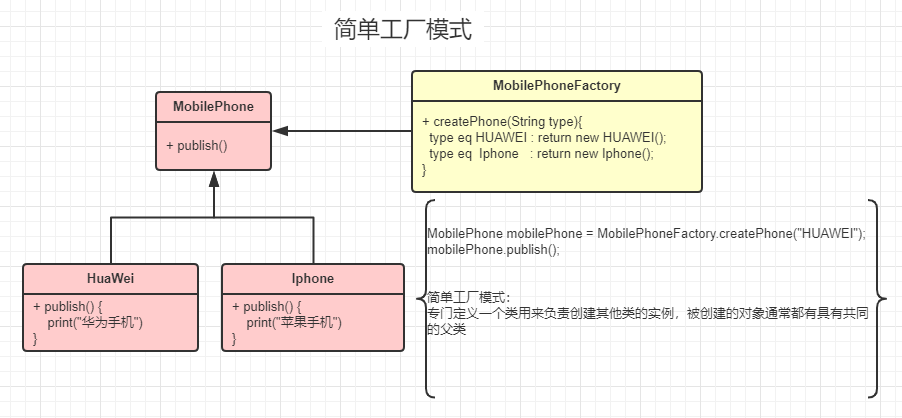 简单工厂模式
MobilePhone
+ publish()
MobilePhoneFactory
+ createPhone(String type){
type eq HUAWEI : return new HUAWEI();
type eq Iphone : return new Iphone();
}
HuaWei
+ publish() {
print("华为手机")
}
Iphone
+ publish() {
print("苹果手机")
}
MobilePhone mobilePhone = MobilePhoneFactory.createPhone("HUAWEI");
mobilePhone.publish();
简单工厂模式：
专门定义一个类用来负责创建其他类的实例，被创建的对象通常都有具有共同
的父类